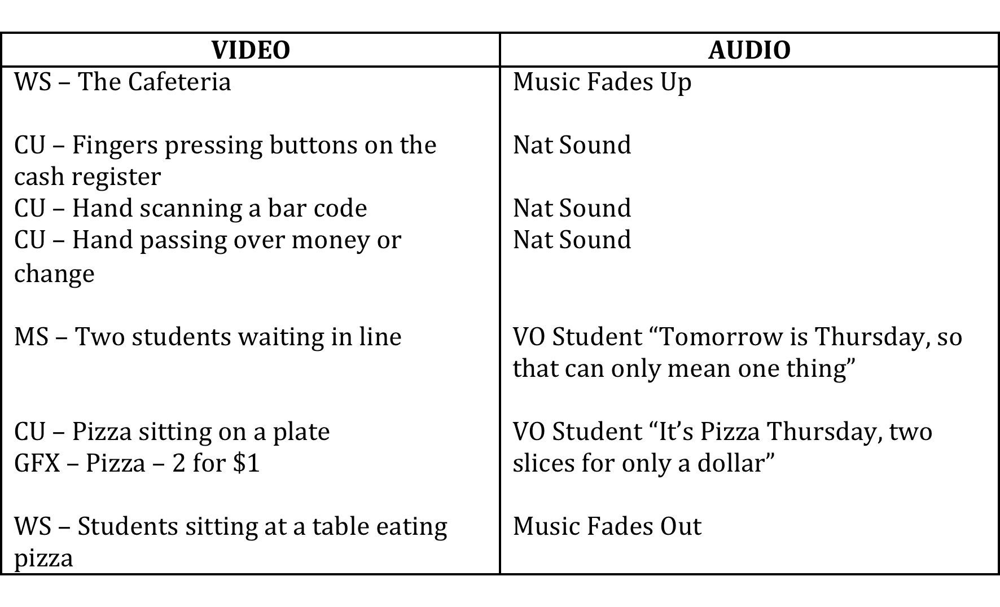 VIDEO
AUDIO
WS – The Cafeteria
Music Fades Up
CU – Fingers pressing buttons on the
cash register
Nat Sound
CU – Hand scanning a bar code
Nat Sound
CU – Hand passing over money or
change
Nat Sound
MS – Two students waiting in line
VO Student “Tomorrow is Thursday, so
that can only mean one thing”
CU – Pizza sitting on a plate
GFX – Pizza – 2 for $1
VO Student “It’s Pizza Thursday, two
slices for only a dollar”
WS – Students sitting at a table eating
pizza
Music Fades Out